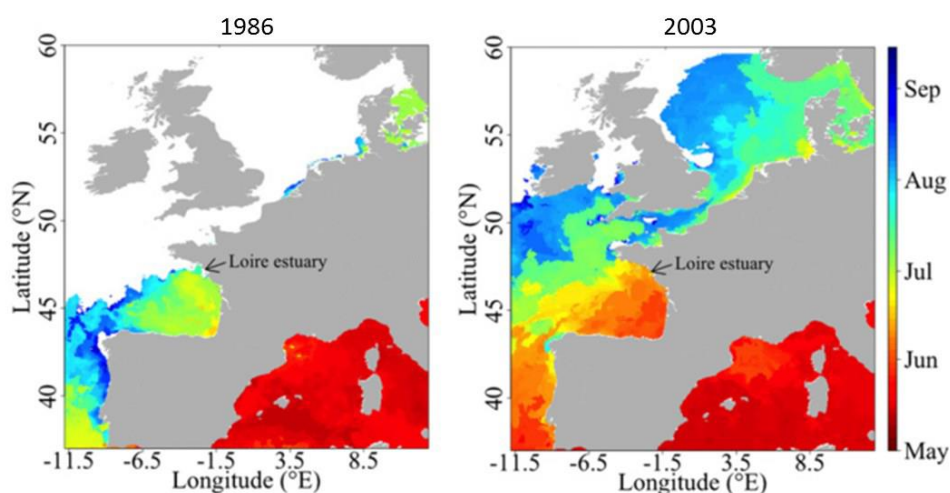 1986
2003
60
55
50
45
40
Latitude (°N)
Loire estuary
-11.5 -6.5 -1.5 3.5 8.5
Longitude (°E)
60
55
50
45
40
Latitude (°N)
Loire estuary
-11.5 -6.5 -1.5 3.5 8.5
Longitude (°E)
Sep
Aug
Jul
Jun
May